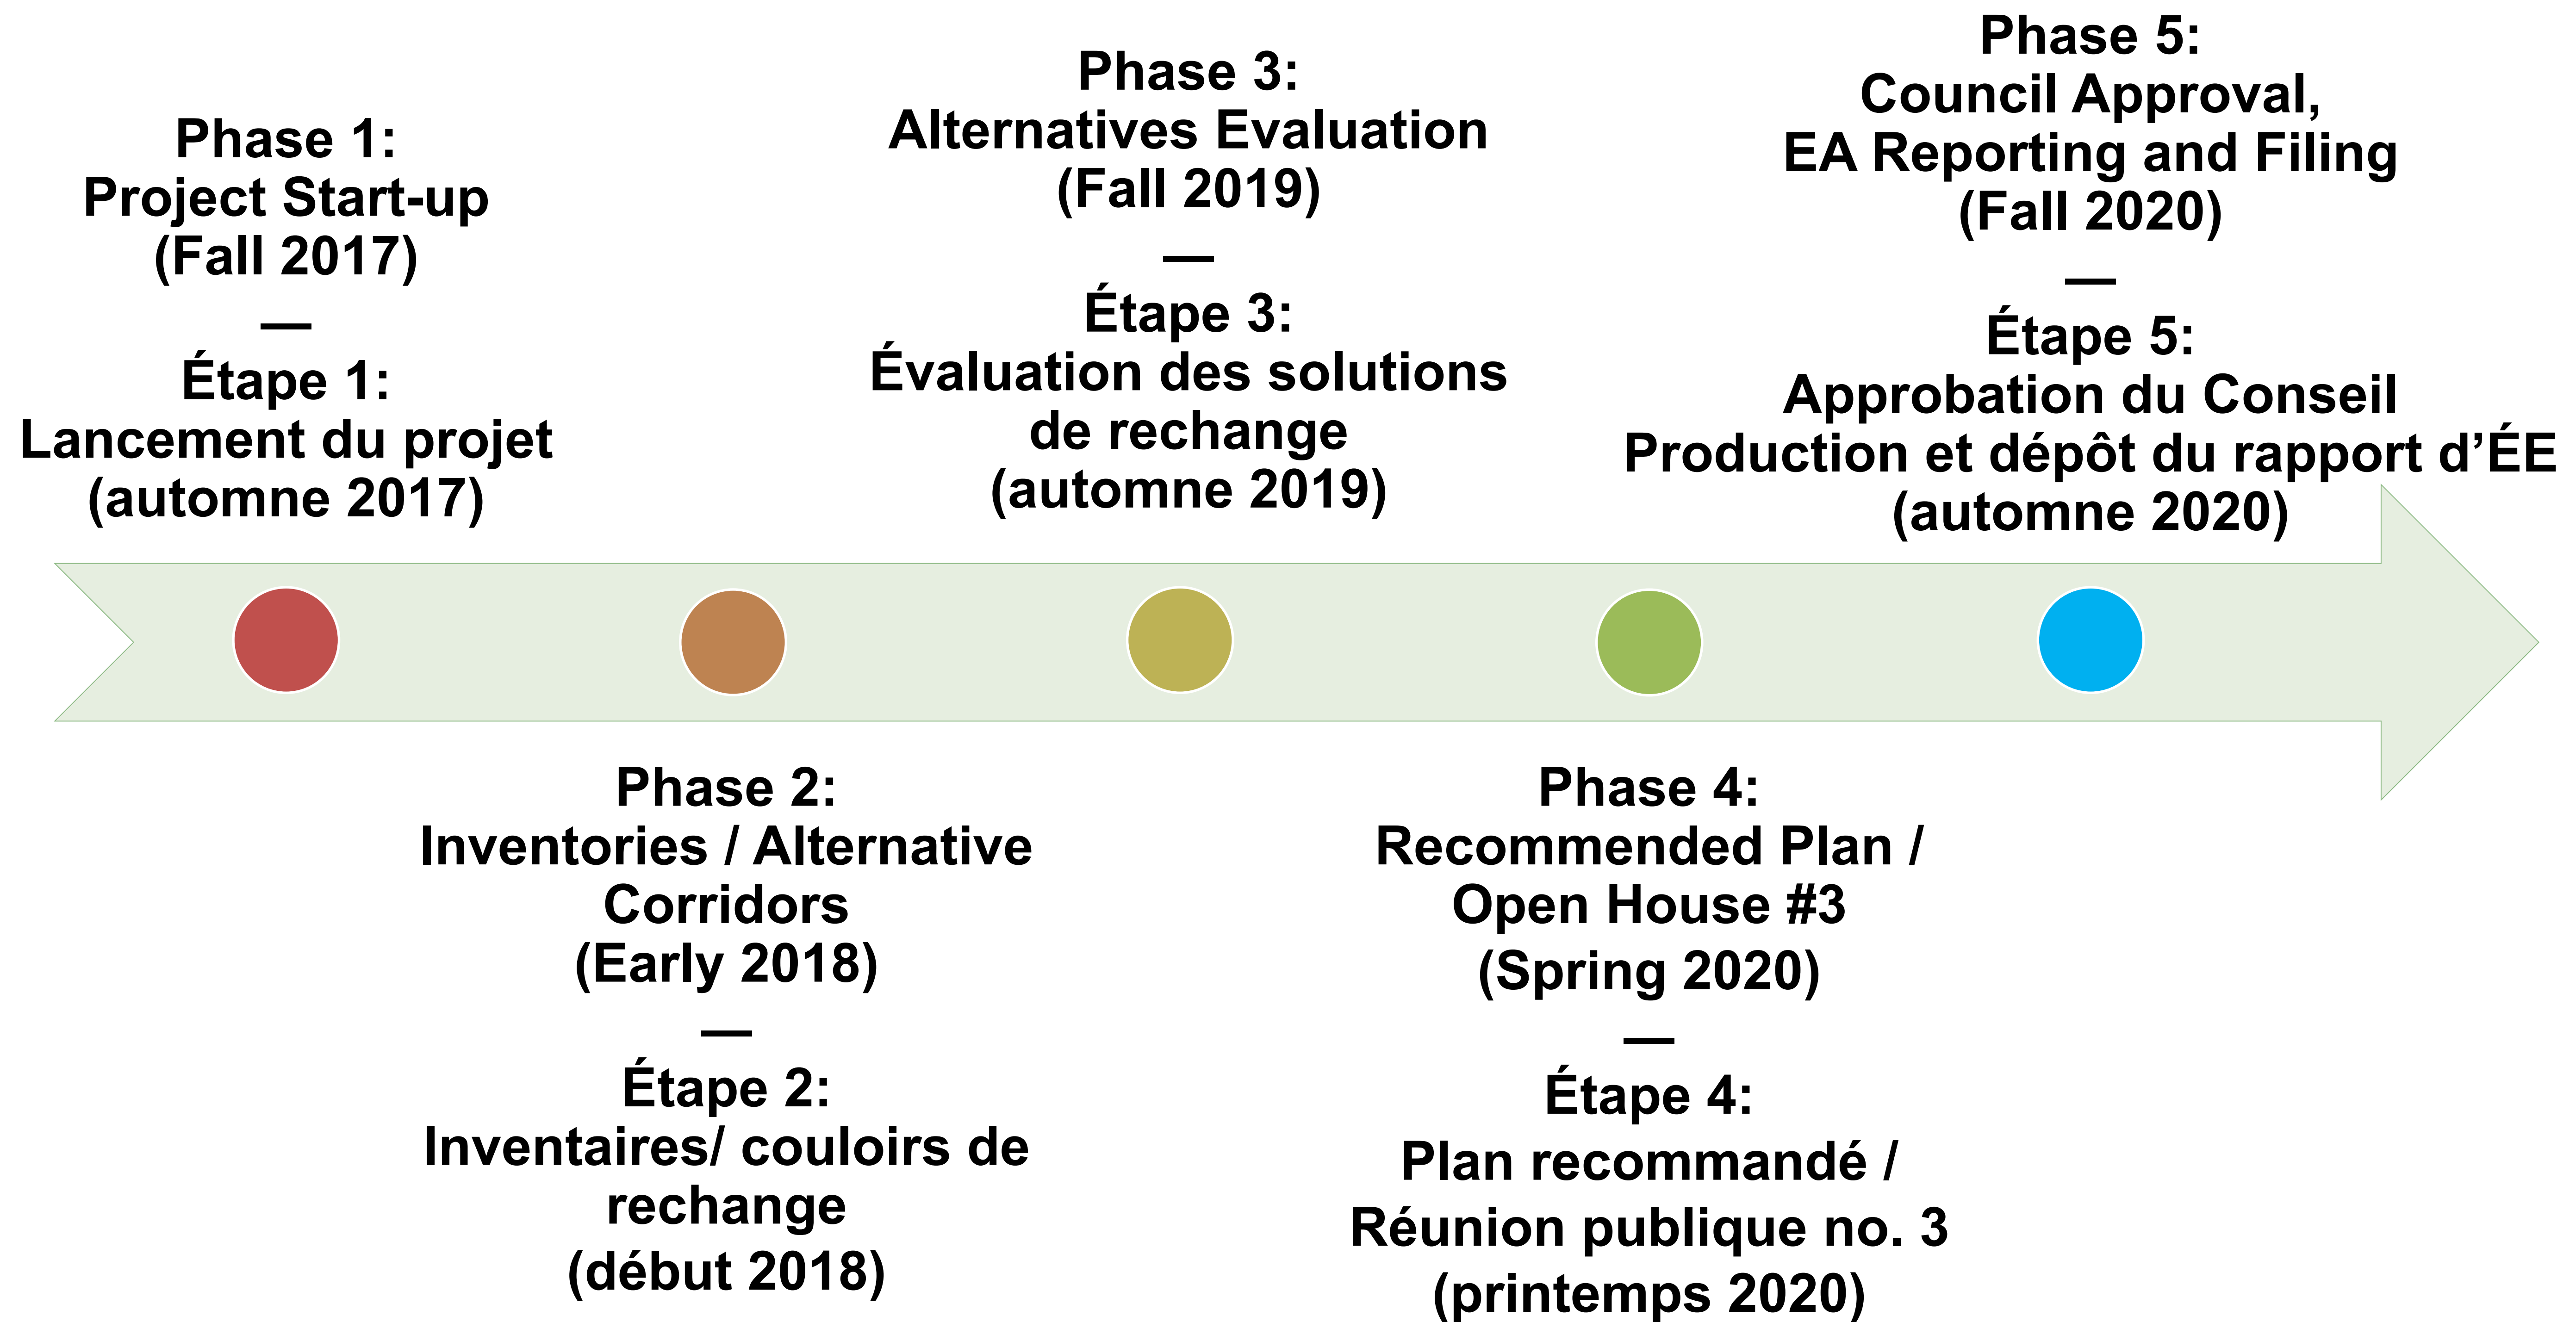 Phase 1:
Project Start-up
(Fall 2017)
—
Étape 1:
Lancement du projet
(automne 2017)
Phase 2:
Inventories / Alternative
Corridors
(Early 2018)
—
Étape 2:
Inventaires/ couloirs de
rechange
(début 2018)
Phase 3:
Alternatives Evaluation
(Fall 2019)
—
Étape 3:
Évaluation des solutions
de rechange
(automne 2019)
Phase 4:
Recommended Plan /
Open House #3
(Spring 2020)
—
Étape 4:
Plan recommandé /
Réunion publique no. 3
(printemps 2020)
Phase 5:
Council Approval,
EA Reporting and Filing
(Fall 2020)
—
Étape 5:
Approbation du Conseil
Production et dépôt du rapport d’ÉE
(automne 2020)